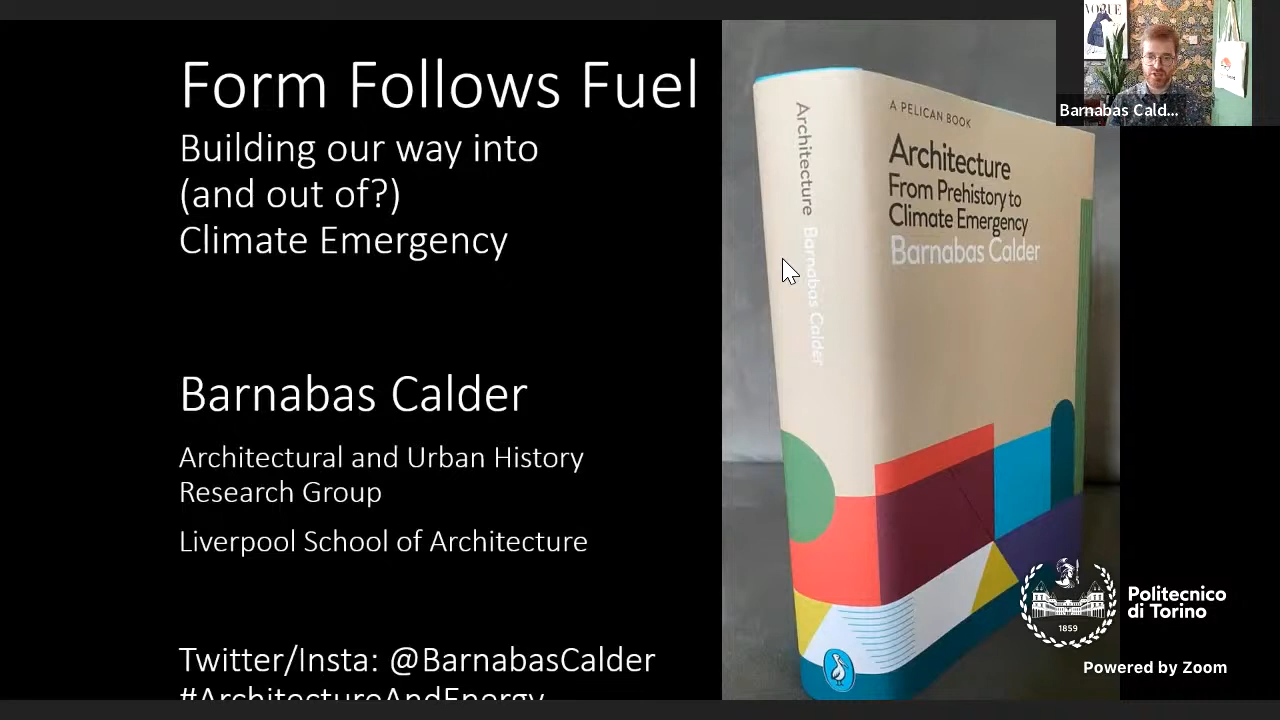 Form Follows Fuel
Building our way into
(and out of?)
Climate Emergency
Barnabas Calder
Architectural and Urban History
Research Group
Liverpool School of Architecture
Twitter/Insta: @BarnabasCalder
#ArchitectureAndEnergy
Architecture Barnabas Calder
A PELICAN BOOK
Architecture
From Prehistory to
Climate Emergency
Barnabas Calder
VOGUE
Barnabas Cald...
1859
Politecnico
di Torino
Powered by Zoom